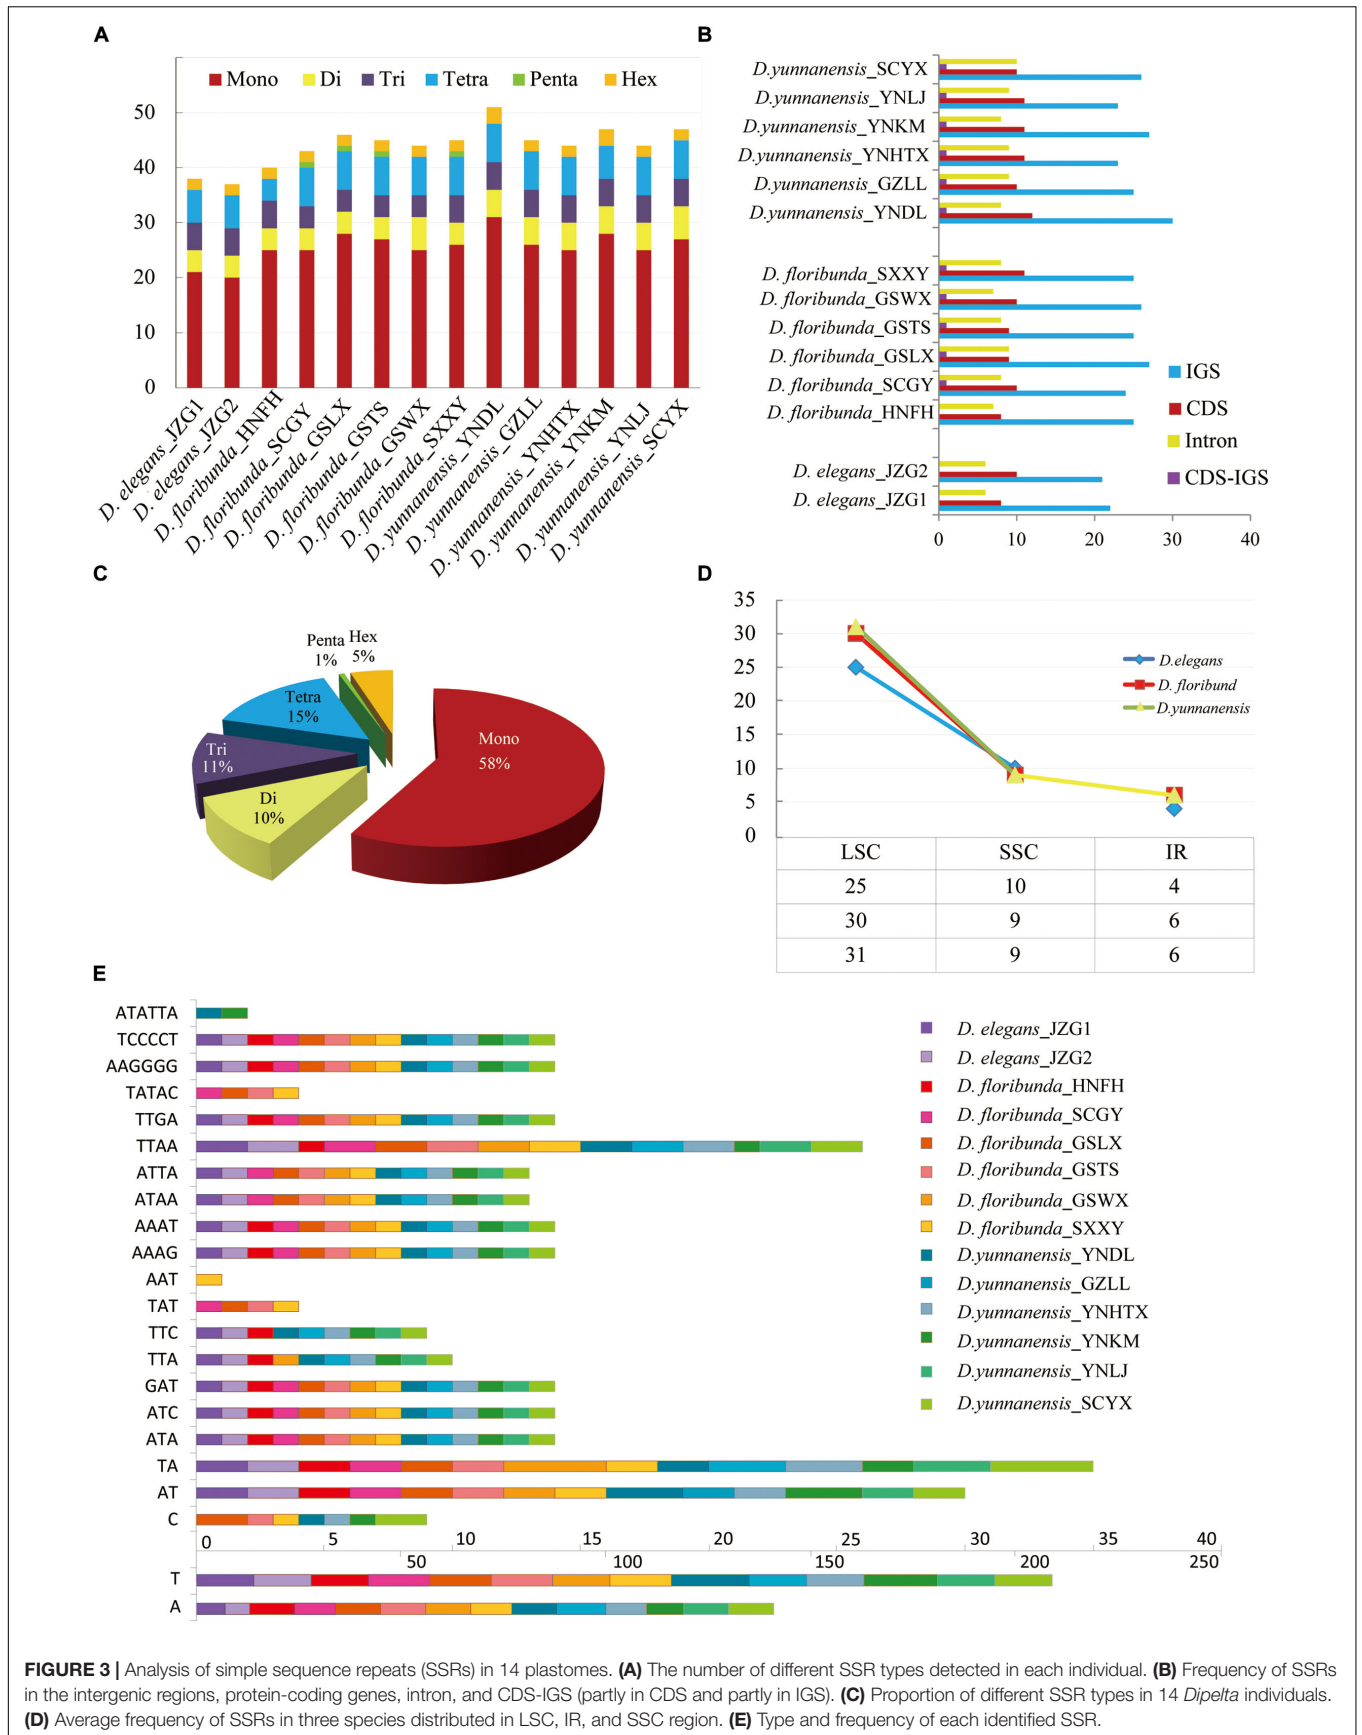 A
Mono Di Tri Tetra Penta Hex
50
40
30
20
10
0
D. elegans_JZG1
D. elegans_JZG2
D. floribunda_HNFH
D. floribunda_SCGY
D. floribunda_GSLX
D. floribunda_GSTS
D. floribunda_GSWX
D. floribunda_SXXY
D. yunnanensis_YNDL
D. yunnanensis_GZLL
D. yunnanensis_YNHTX
D. yunnanensis_YNKM
D. yunnanensis_YNLJ
D. yunnanensis_SCYX
B
D.yunnanensis_SCYX
D.yunnanensis_YNLJ
D.yunnanensis_YNKM
D.yunnanensis_YNHTX
D.yunnanensis_GZLL
D.yunnanensis_YNDL
D. floribunda_SXXY
D. floribunda_GSWX
D. floribunda_GSTS
D. floribunda_GSLX
D. floribunda_SCGY
D. floribunda_HNFH
D. elegans_JZG2
D. elegans_JZG1
0 10 20 30 40
IGS
CDS
Intron
CDS-IGS
C
Penta
1%
Hex
5%
Tetra
15%
Tri
11%
Di
10%
Mono
58%
D
35
30
25
20
15
10
5
0
D.elegans
D. floribund
D.yunnanensis
LSC SSC IR
25 10 4
30 9 6
31 9 6
E
ATATTA
TCCCCT
AAGGGG
TATAC
TTGA
TTAA
ATTA
ATAA
AAAT
AAAG
AAT
TAT
TTC
TTA
GAT
ATC
ATA
TA
AT
C
0 5 10 15 20 25 30 35 40
50 100 150 200 250
T
A
D. elegans_JZG1
D. elegans_JZG2
D. floribunda_HNFH
D. floribunda_SCGY
D. floribunda_GSLX
D. floribunda_GSTS
D. floribunda_GSWX
D. floribunda_SXXY
D.yunnanensis_YNDL
D.yunnanensis_GZLL
D.yunnanensis_YNHTX
D.yunnanensis_YNKM
D.yunnanensis_YNLJ
D.yunnanensis_SCYX
FIGURE 3 | Analysis of simple sequence repeats (SSRs) in 14 plastomes. (A) The number of different SSR types detected in each individual. (B) Frequency of SSRs
in the intergenic regions, protein-coding genes, intron, and CDS-IGS (partly in CDS and partly in IGS). (C) Proportion of different SSR types in 14 Dipelta individuals.
(D) Average frequency of SSRs in three species distributed in LSC, IR, and SSC region. (E) Type and frequency of each identified SSR.